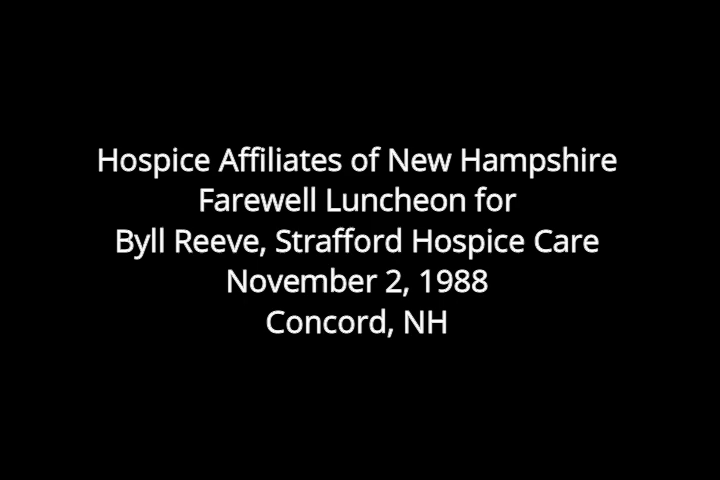 Hospice Affiliates of New Hampshire
Farewell Luncheon for
Byll Reeve, Strafford Hospice Care
November 2, 1988
Concord, NH